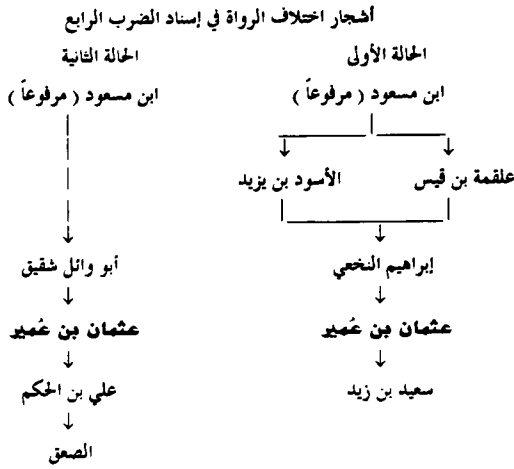 أشجار اختلاف الرواة في إسناد الضرب الرابع
الحالة الأولى
ابن مسعود ( مرفوعاً )
علقمة بن قيس
الأسود بن يزيد
إبراهيم النخعي
عثمان بن عُمير
سعيد بن زيد
الحالة الثانية
ابن مسعود ( مرفوعاً )
أبو وائل شقيق
عثمان بن عُمير
علي بن الحكم
الصعق